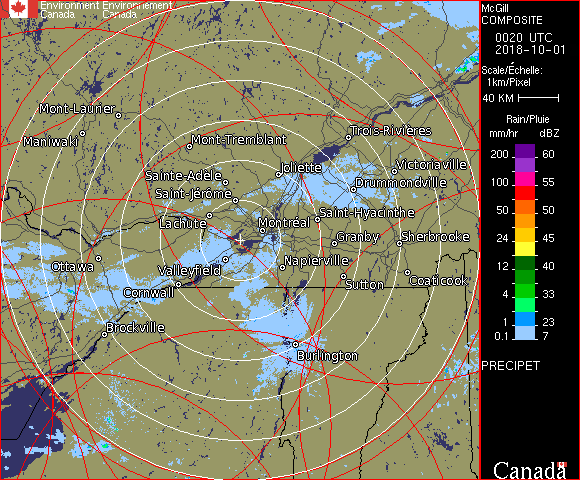 Environment Environnement
Canada Canada
Mont-Laurier
Maniwaki
Mont-Tremblant
Trois-Rivières
Sainte-Adèle
Joliette
Victoriaville
Drummondville
Saint-Jérôme
Lachute
Montréal
Saint-Hyacinthe
Granby
Sherbrooke
Ottawa
Valleyfield
Napierville
Cornwall
Sutton
Coaticook
Brockville
Burlington
McGill
COMPOSITE
0020 UTC
2018-10-01
Scale/Échelle:
1km/Pixel
40 KM
Rain/Pluie
mm/hr dBZ
200 60
100 55
50 50
24 45
12 40
4 33
1 23
0.1 7
PRECIPET
Canada